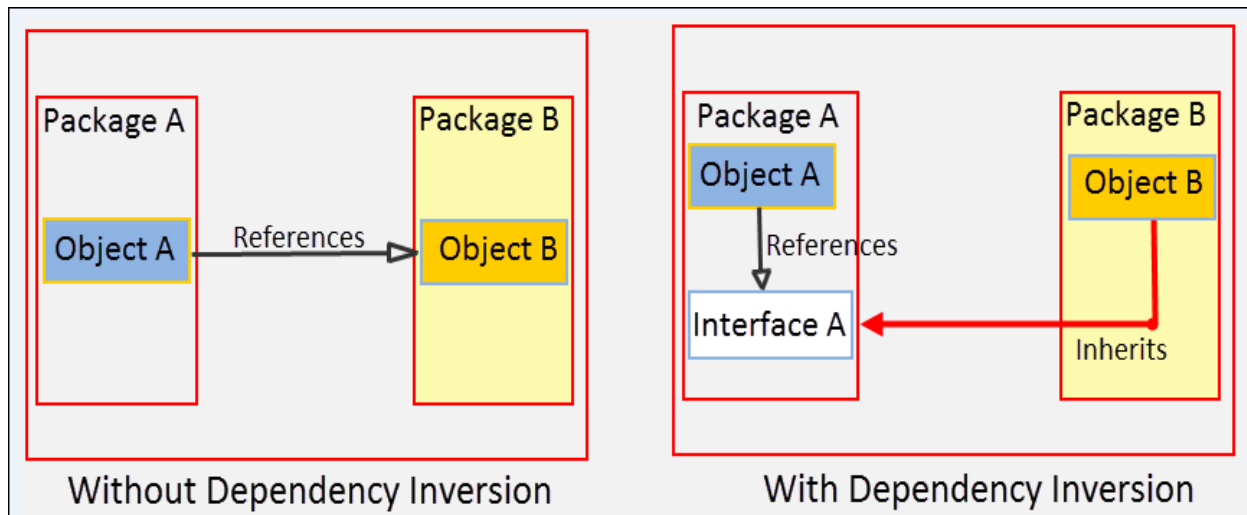 Package A
Package B
Object A
References
Object B
Without Dependency Inversion
Package A
Package B
Object A
Object B
References
Interface A
Inherits
With Dependency Inversion